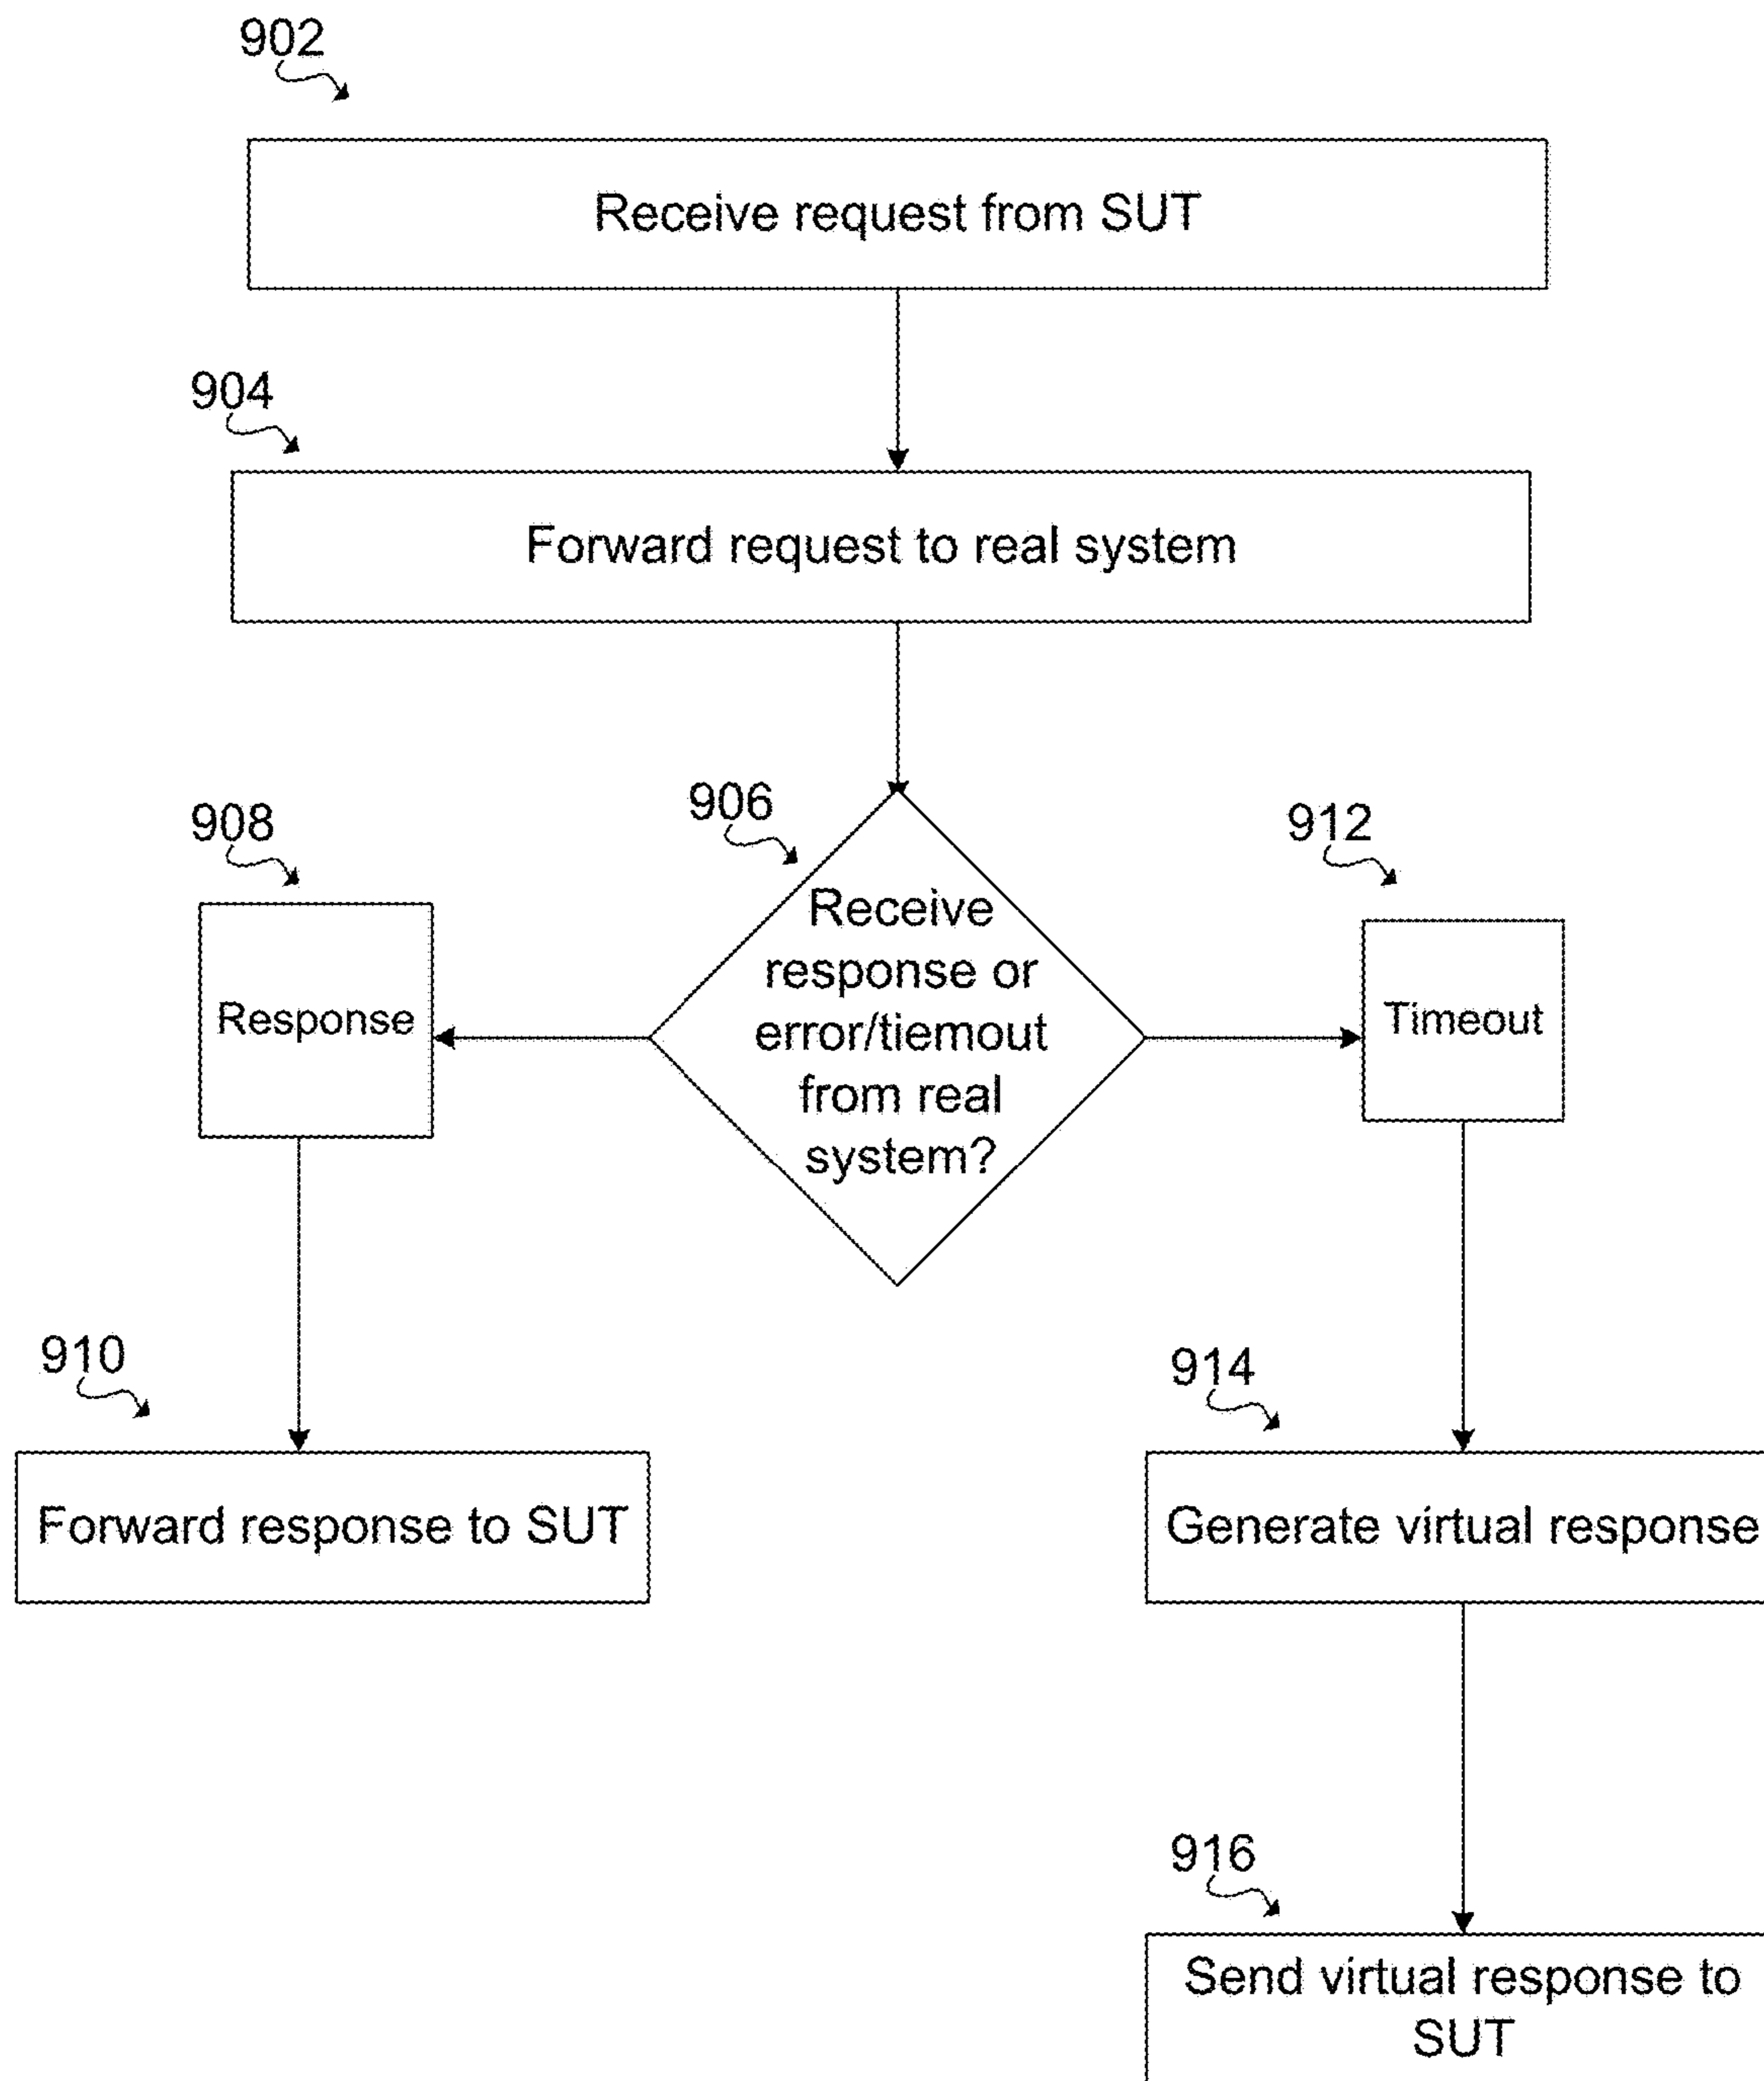 902
Receive request from SUT
904
Forward request to real system
906
Receive
response or
error/tiemout
from real
system?
908
Response
912
Timeout
910
Forward response to SUT
914
Generate virtual response
916
Send virtual response to
SUT